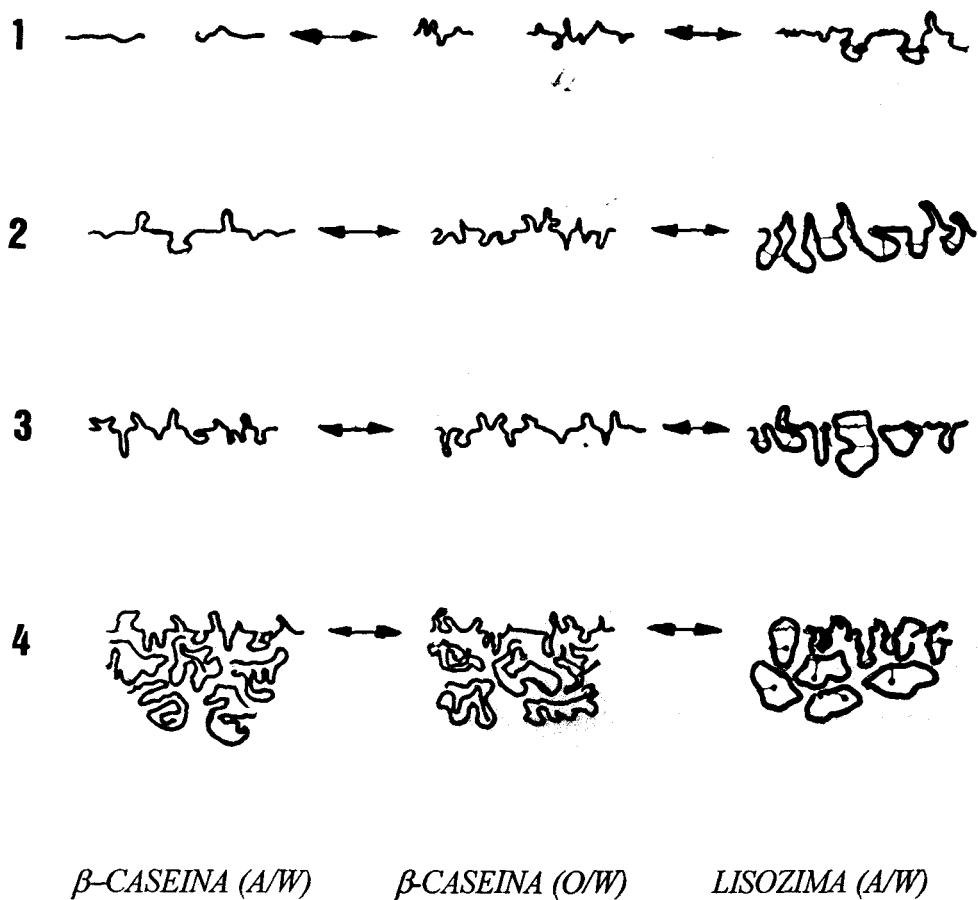 1
2
3
4
β-CASEINA (A/W) β-CASEINA (O/W) LISOZIMA (A/W)